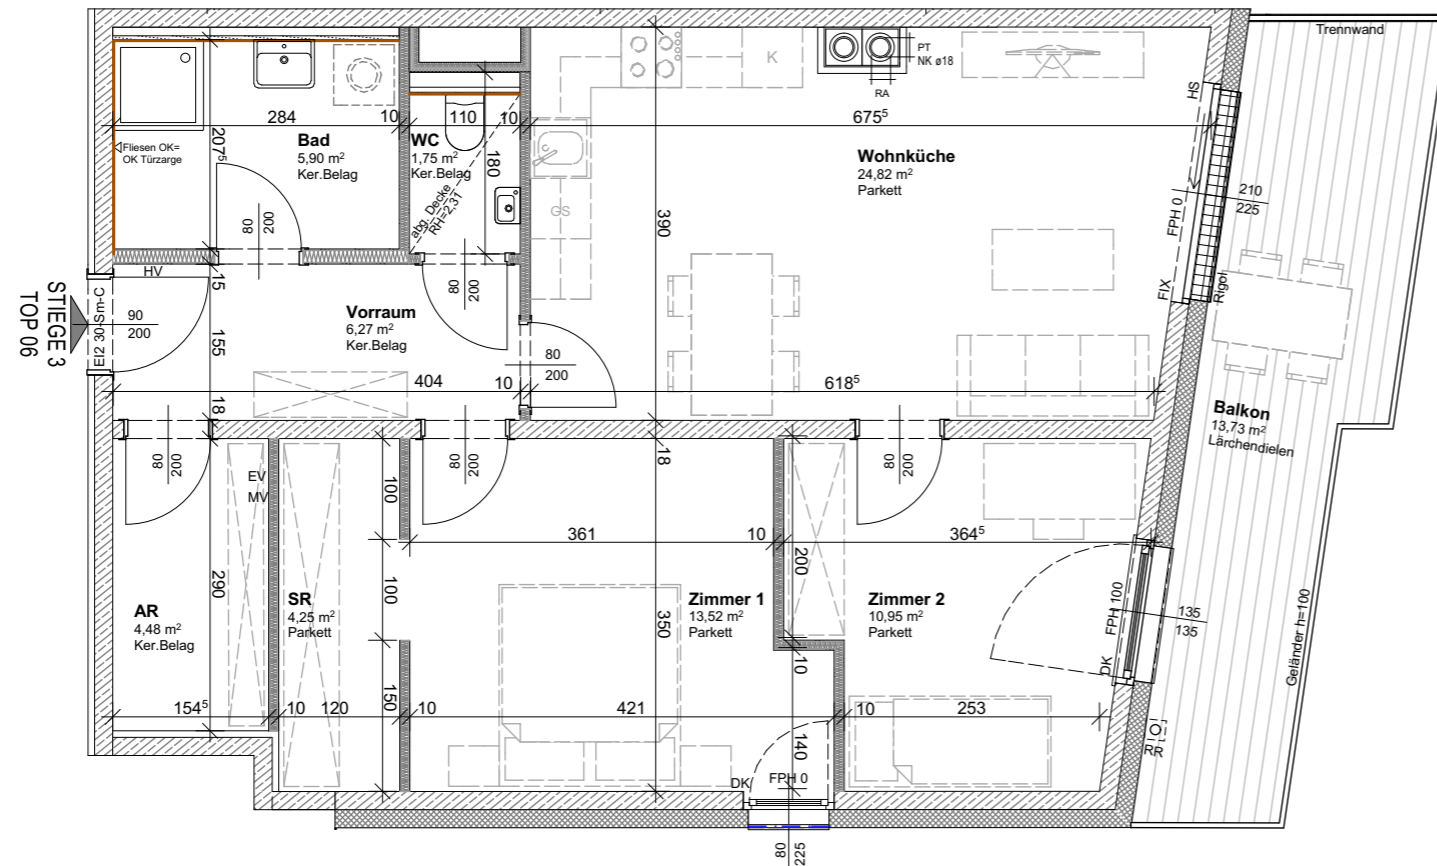 Trennwand
PT
NK ø18
RA
K
HS
284
10
110
10
675⁵
Bad
5,90 m²
Ker.Belag
WC
1,75 m²
Ker.Belag
Wohnküche
24,82 m²
Parkett
Fliesen OK=
OK Türzarge
207⁵
180
abg. Decke
RH=2,31
GS
390
FPH 0
210
225
80
200
80
200
HV
15
FIX
Rigol
STIEGE 3
TOP 06
EI2 30-Sm-C
90
200
Vorraum
6,27 m²
Ker.Belag
155
80
200
404
10
618⁵
18
Balkon
13,73 m²
Lärchendielen
80
200
80
200
18
80
200
EV
MV
100
361
10
364⁵
200
290
100
350
FPH 100
135
135
AR
4,48 m²
Ker.Belag
SR
4,25 m²
Parkett
Zimmer 1
13,52 m²
Parkett
Zimmer 2
10,95 m²
Parkett
10
DK
Geländer h=100
150
154⁵
10
120
10
421
10
253
140
RR
DK
FPH 0
80
225